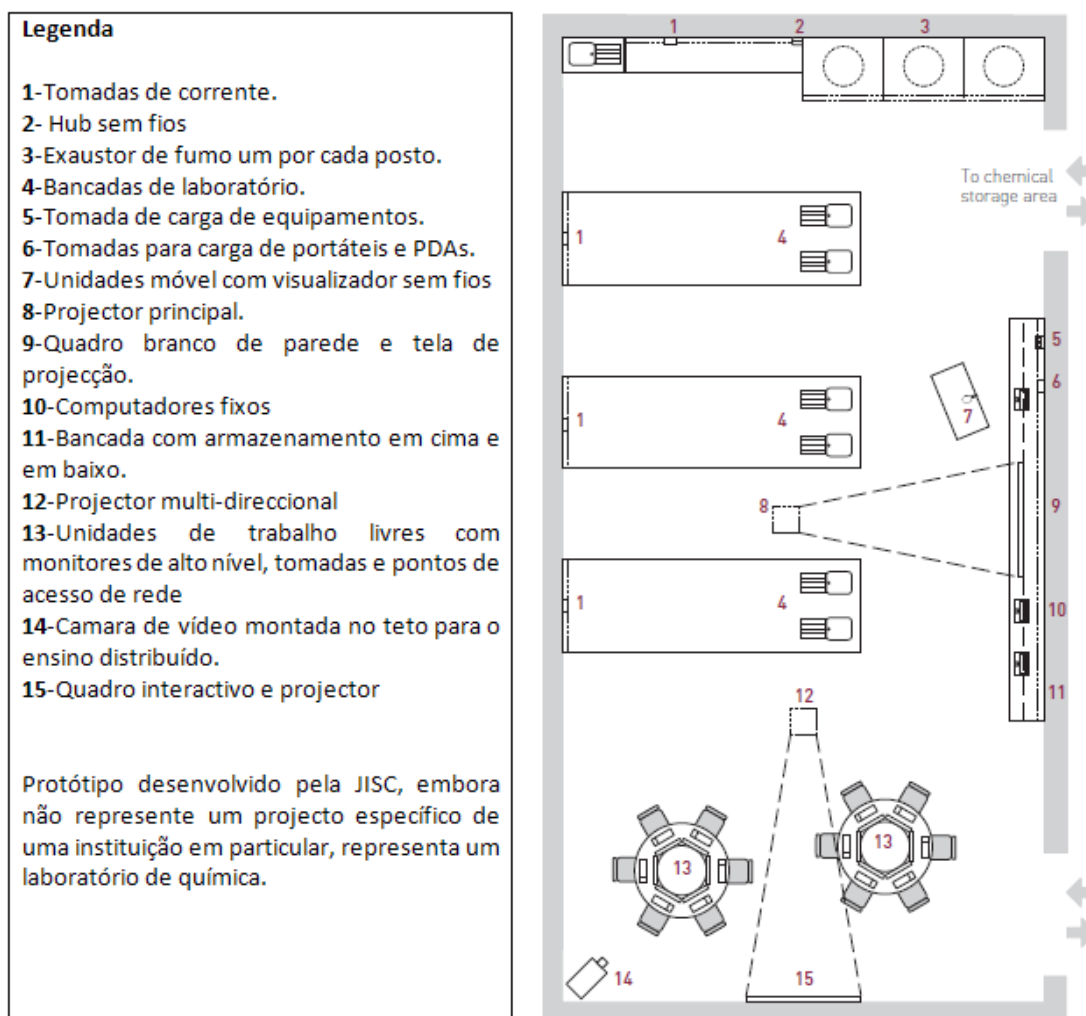 Legenda
1-Tomadas de corrente.
2- Hub sem fios
3-Exaustor de fumo um por cada posto.
4-Bancadas de laboratório.
5-Tomada de carga de equipamentos.
6-Tomadas para carga de portáteis e PDAs.
7-Unidades móvel com visualizador sem fios
8-Projector principal.
9-Quadro branco de parede e tela de
projecção.
10-Computadores fixos
11-Bancada com armazenamento em cima e
em baixo.
12-Projector multi-direccional
13-Unidades de trabalho livres com
monitores de alto nível, tomadas e pontos de
acesso de rede
14-Camara de vídeo montada no teto para o
ensino distribuído.
15-Quadro interactivo e projector
Protótipo desenvolvido pela JISC, embora
não represente um projecto específico de
uma instituição em particular, representa um
laboratório de química.
1 2 3
To chemical
storage area
1 4
5
6
1 4 7
8 9
1 4 10
11
12
13 13
14 15